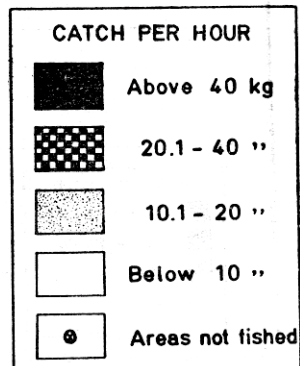 CATCH PER HOUR
Above 40 kg
20.1 - 40 "
10.1 - 20 "
Below 10 "
Areas not fished